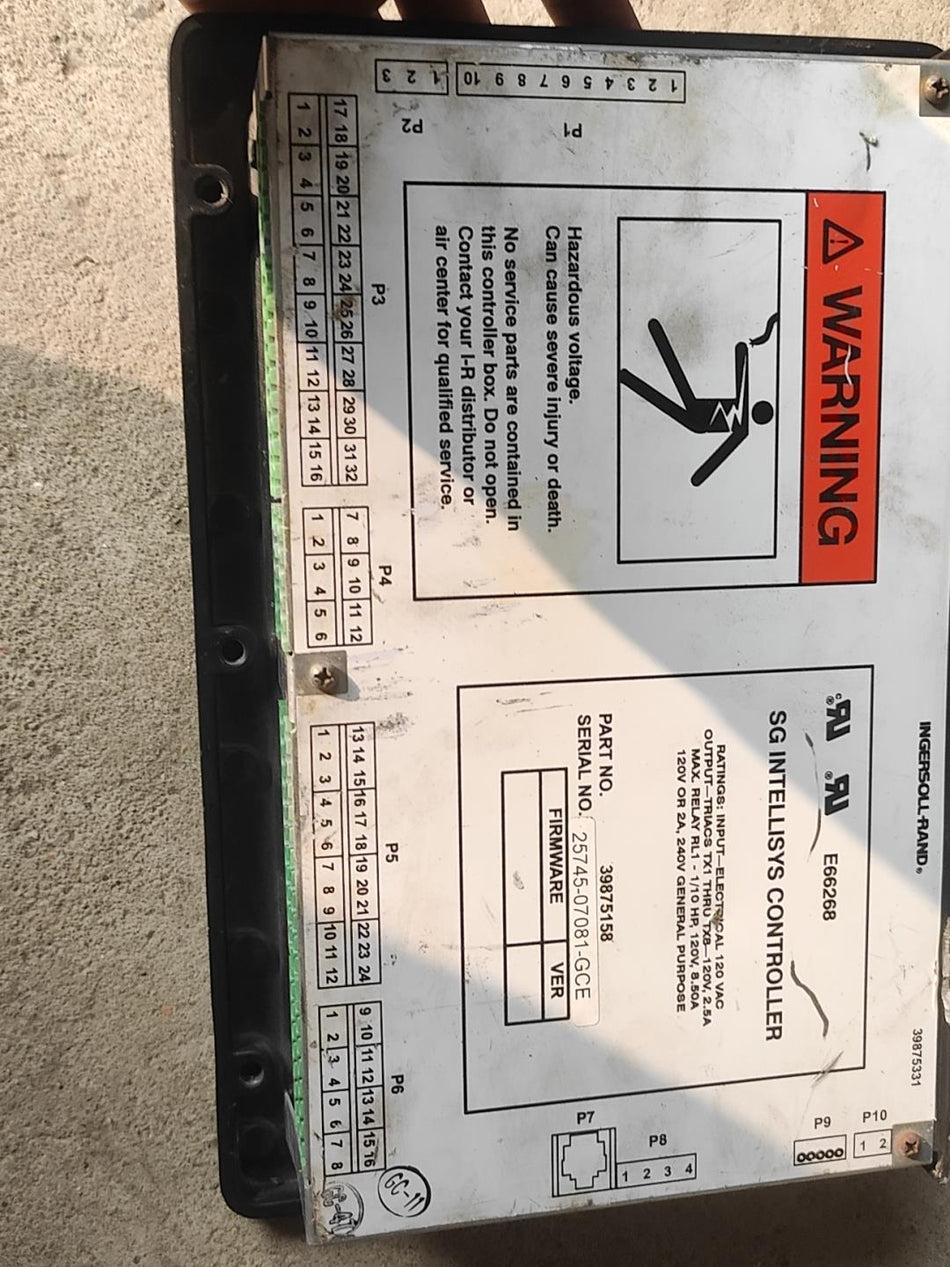 INGERSOLL-RAND®
39875331
WARNING
Hazardous voltage.
Can cause severe injury or death.
No service parts are contained in
this controller box. Do not open.
Contact your I-R distributor or
air center for qualified service.
E66268
SG INTELLISYS CONTROLLER
RATINGS: INPUT—ELECTRICAL 120 VAC
OUTPUT—TRIACS TX1 THRU TX8—120V, 2.5A
MAX. RELAY RL1 - 1/10 HP, 120V, 8.50A
120V OR 2A, 240V GENERAL PURPOSE
PART NO. 39875158
SERIAL NO. 25745-07081-GCE
FIRMWARE VER
P1
1 2 3 4 5 6 7 8 9 10
P2
1 2 3
P3
17 18 19 20 21 22 23 24 25 26 27 28 29 30 31 32
1 2 3 4 5 6 7 8 9 10 11 12 13 14 15 16
P4
7 8 9 10 11 12
1 2 3 4 5 6
P5
13 14 15 16 17 18 19 20 21 22 23 24
1 2 3 4 5 6 7 8 9 10 11 12
P6
9 10 11 12 13 14 15 16
1 2 3 4 5 6 7 8
P7
P8
1 2 3 4
P9
P10
1 2
GC-11